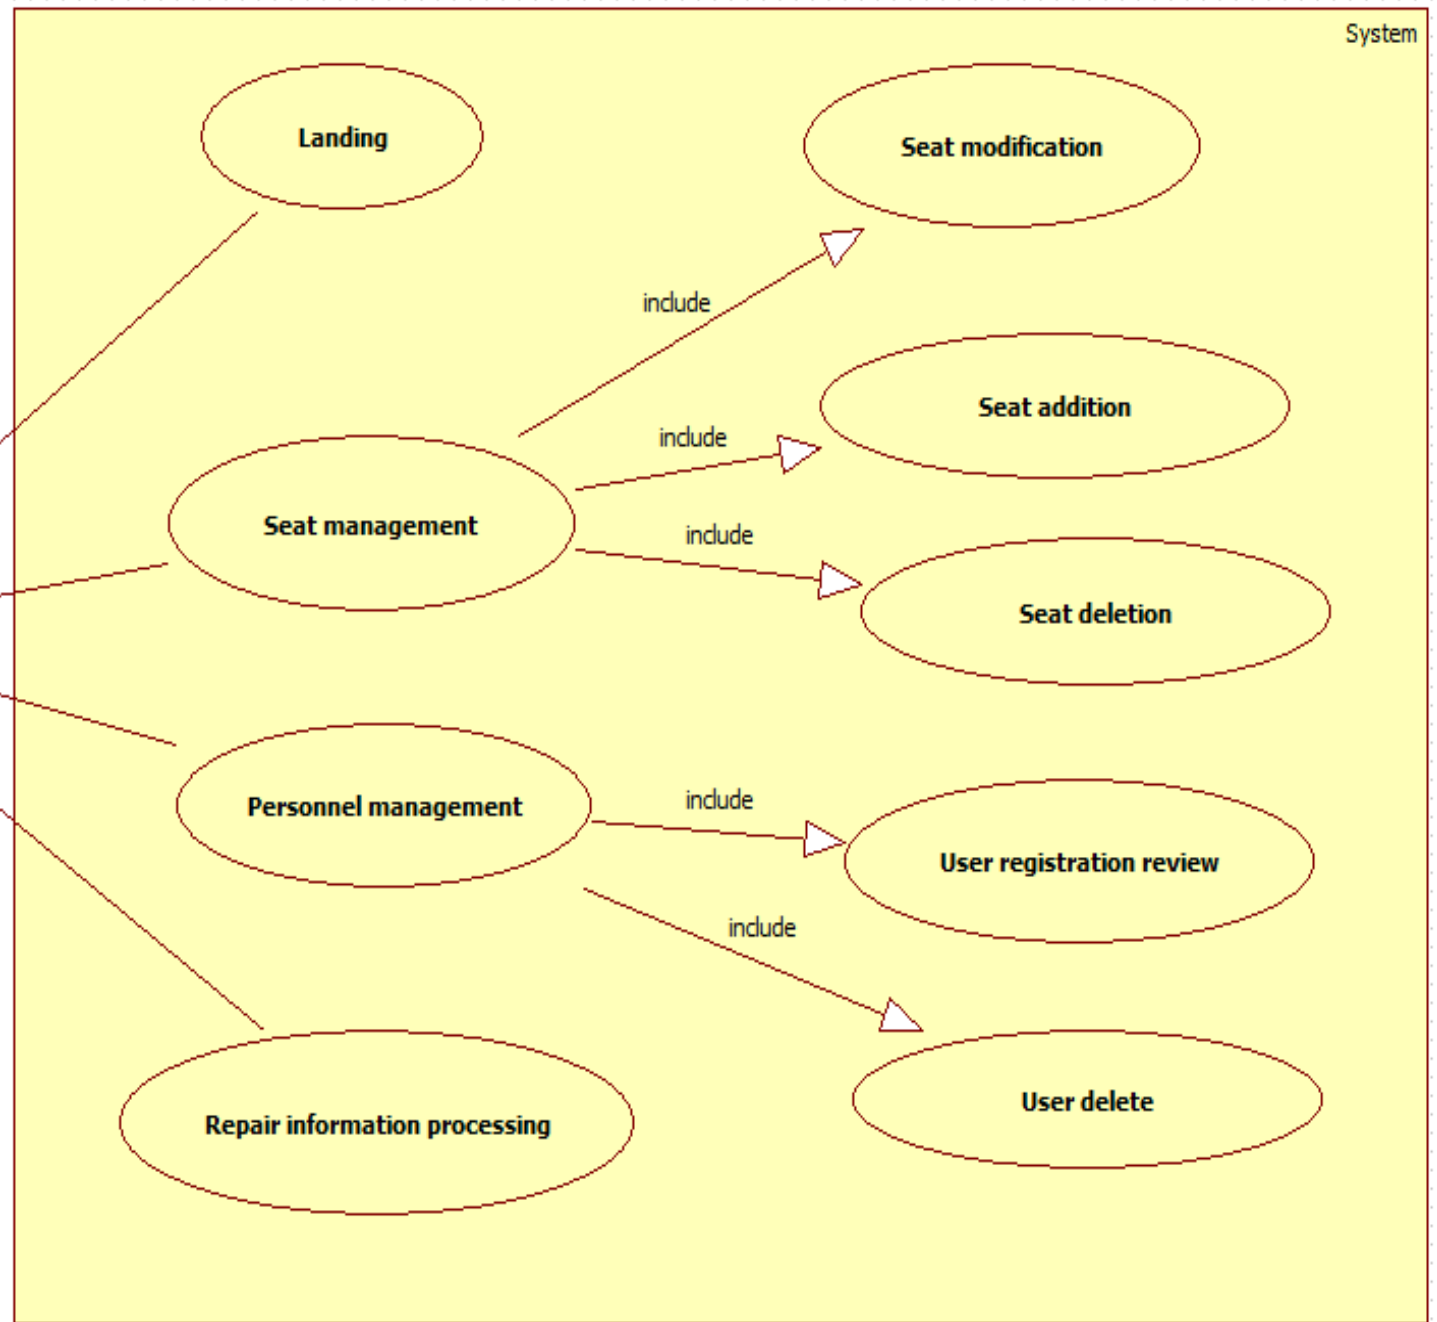 System
Landing
Seat modification
include
Seat addition
include
Seat management
include
Seat deletion
Personnel management
include
User registration review
include
User delete
Repair information processing